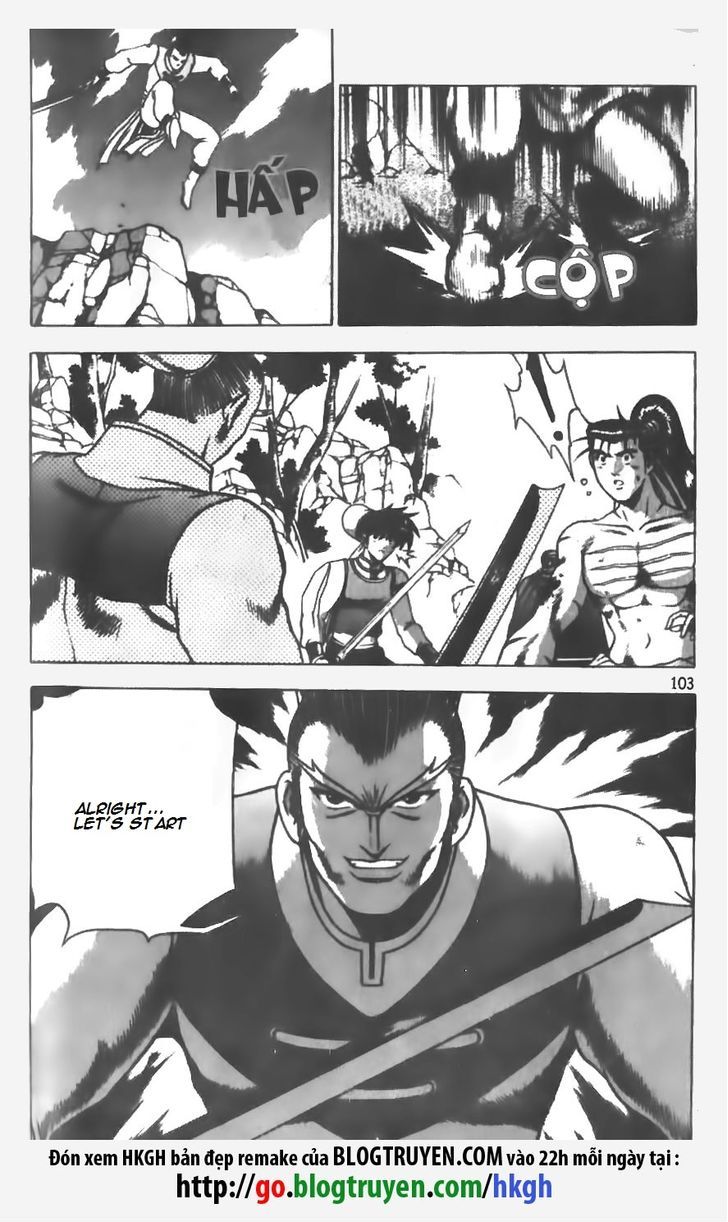 HẤP
CỘP
!
103
ALRIGHT...
LET'S START
Đón xem HKGH bản đẹp remake của BLOGTRUYEN.COM vào 22h mỗi ngày tại :
http://go.blogtruyen.com/hkgh